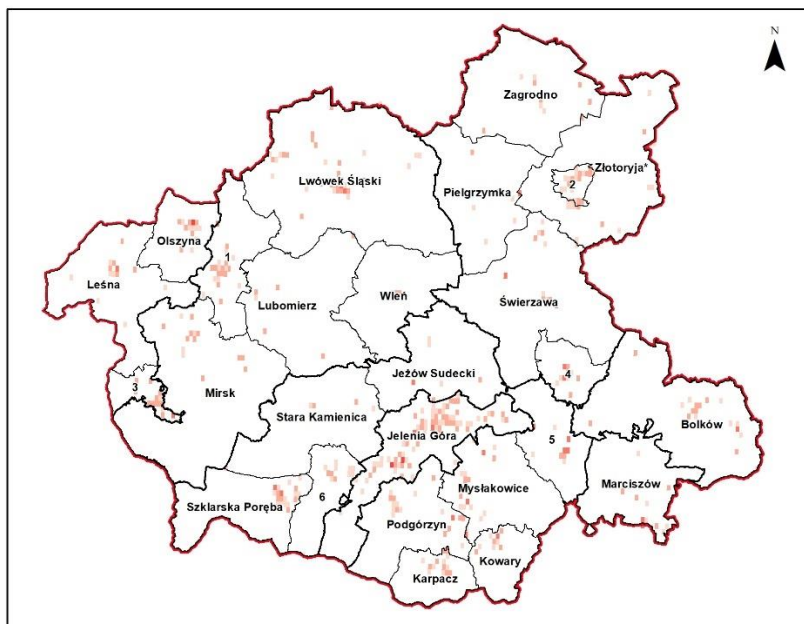 N
Zagrodno
Złotoryja*
2
Lwówek Śląski
Pielgrzymka
Olszyna
1
Leśna
Wleń
Świerzawa
Lubomierz
Jeżów Sudecki
4
3
Mirsk
Stara Kamienica
Bolków
Jelenia Góra
5
Marciszów
Mysłakowice
6
Szklarska Poręba
Podgórzyn
Kowary
Karpacz